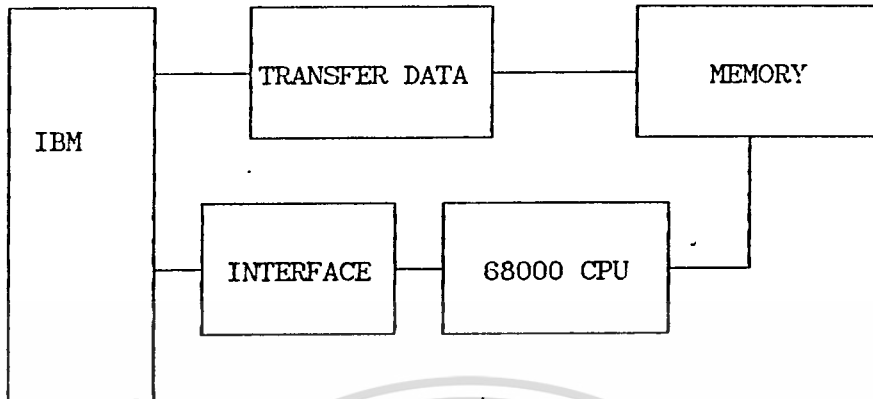 TRANSFER DATA
MEMORY
IBM
INTERFACE
68000 CPU